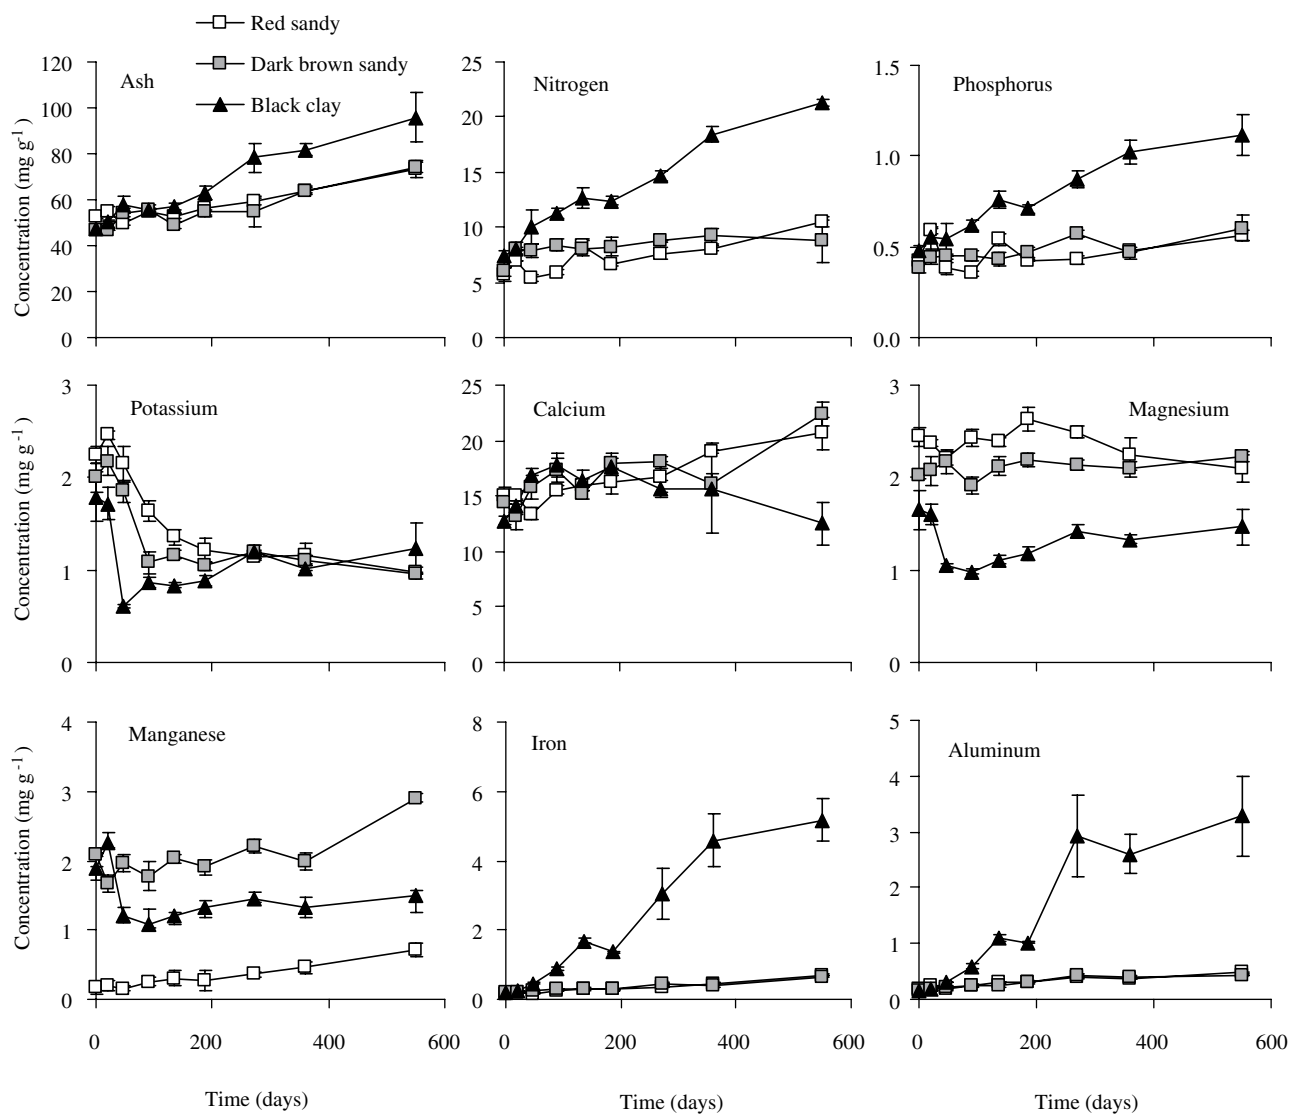 Red sandy
Dark brown sandy
Black clay
Ash
120
100
80
60
40
20
0
Concentration (mg g-1)
Nitrogen
25
20
15
10
5
0
Phosphorus
1.5
1.0
0.5
0.0
Potassium
3
2
1
0
Concentration (mg g-1)
Calcium
25
20
15
10
5
0
Magnesium
3
2
1
0
Manganese
4
3
2
1
0
Concentration (mg g-1)
0 200 400 600
Time (days)
Iron
8
6
4
2
0
0 200 400 600
Time (days)
Aluminum
5
4
3
2
1
0
0 200 400 600
Time (days)